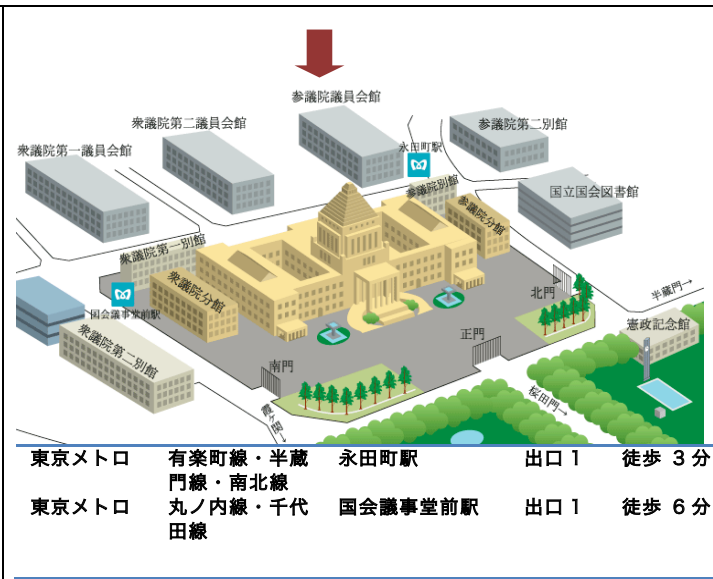 参議院議員会館
衆議院第二議員会館
参議院第二別館
衆議院第一議員会館
永田町駅
参議院別館
国立国会図書館
参議院分館
衆議院第一別館
衆議院分館
国会議事堂前駅
北門
半蔵門→
憲政記念館
衆議院第二別館
正門
南門
桜田門→
霞ヶ関→
東京メトロ 有楽町線・半蔵 永田町駅 出口 1 徒歩 3 分
門線・南北線
東京メトロ 丸ノ内線・千代 国会議事堂前駅 出口 1 徒歩 6 分
田線